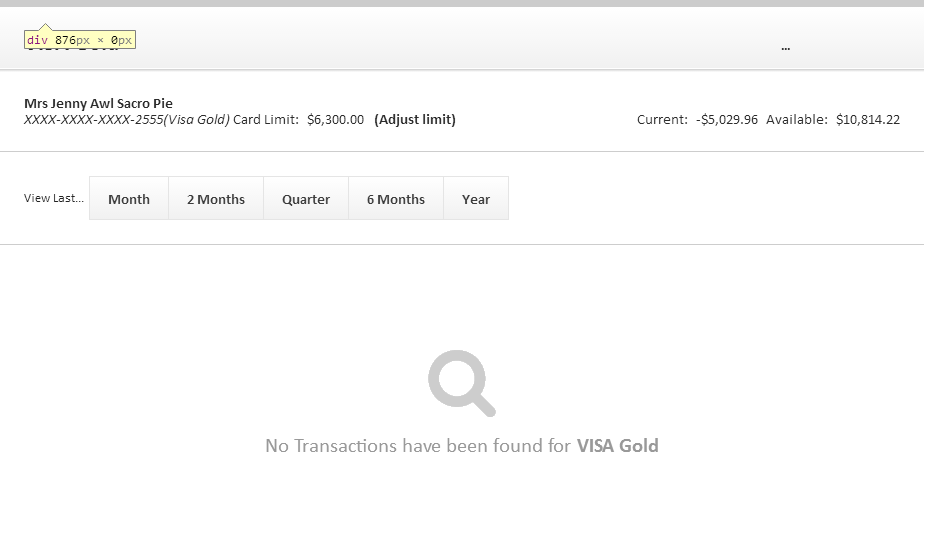 div 876px × 0px
...
Mrs Jenny Awl Sacro Pie
XXXX-XXXX-XXXX-2555(Visa Gold) Card Limit: $6,300.00 (Adjust limit) Current: -$5,029.96 Available: $10,814.22
View Last... Month 2 Months Quarter 6 Months Year
No Transactions have been found for VISA Gold